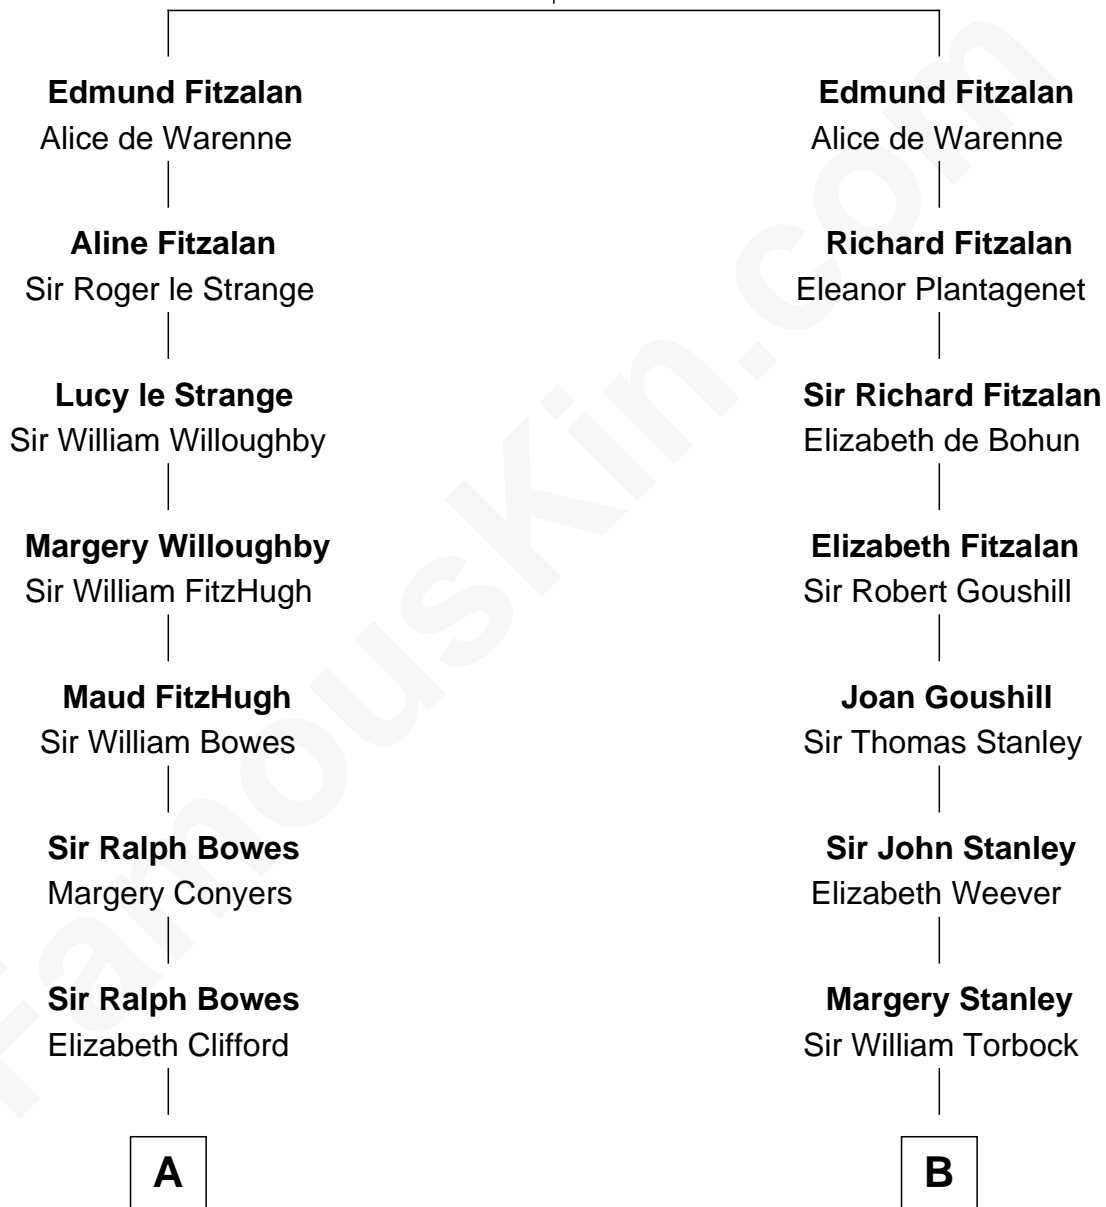 Edmund Fitzalan
Alice de Warenne
Aline Fitzalan
Sir Roger le Strange
Lucy le Strange
Sir William Willoughby
Margery Willoughby
Sir William FitzHugh
Maud FitzHugh
Sir William Bowes
Sir Ralph Bowes
Margery Conyers
Sir Ralph Bowes
Elizabeth Clifford
A
Edmund Fitzalan
Alice de Warenne
Richard Fitzalan
Eleanor Plantagenet
Sir Richard Fitzalan
Elizabeth de Bohun
Elizabeth Fitzalan
Sir Robert Goushill
Joan Goushill
Sir Thomas Stanley
Sir John Stanley
Elizabeth Weever
Margery Stanley
Sir William Torbock
B
FamousKin.com